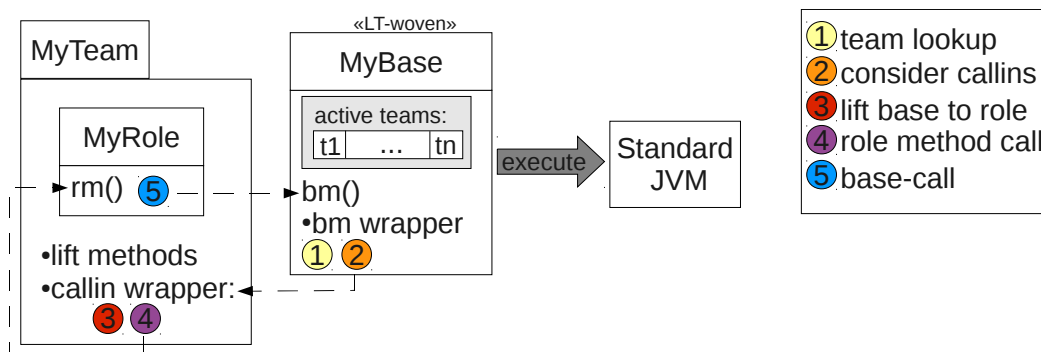 MyTeam
MyRole
rm() 5
•lift methods
•callin wrapper:
3 4
«LT-woven»
MyBase
active teams:
t1 ... tn
bm()
•bm wrapper
1 2
execute
Standard
JVM
1 team lookup
2 consider callins
3 lift base to role
4 role method call
5 base-call